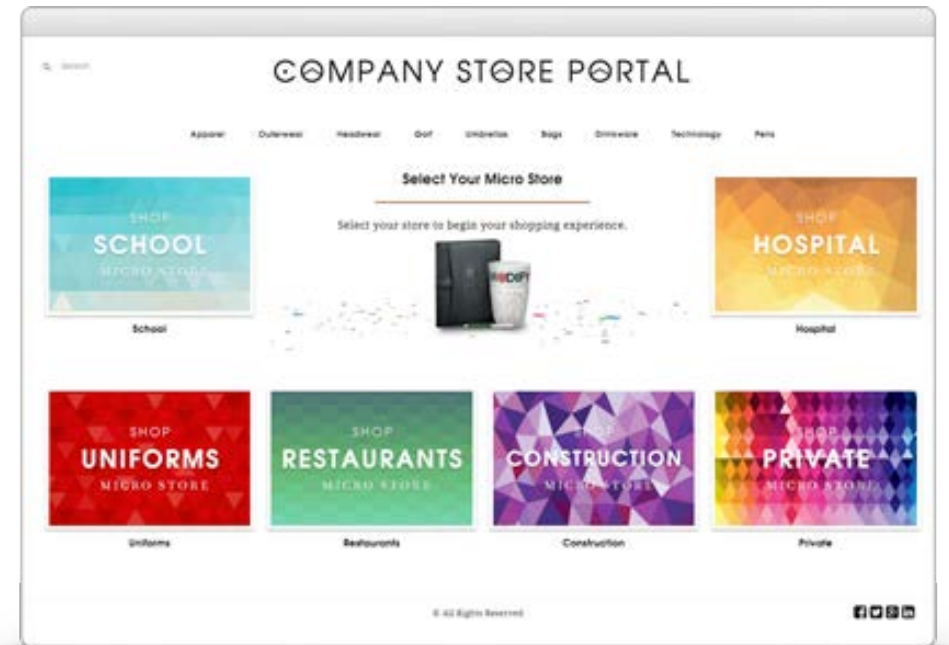 Search
COMPANY STORE PORTAL
Apparel Outerwear Headwear Golf Umbrellas Bags Drinkware Technology Pens
Select Your Micro Store
Select your store to begin your shopping experience.
SHOP
SCHOOL
MICRO STORE
School
SHOP
HOSPITAL
MICRO STORE
Hospital
SHOP
UNIFORMS
MICRO STORE
Uniforms
SHOP
RESTAURANTS
MICRO STORE
Restaurants
SHOP
CONSTRUCTION
MICRO STORE
Construction
SHOP
PRIVATE
MICRO STORE
Private
© All Rights Reserved